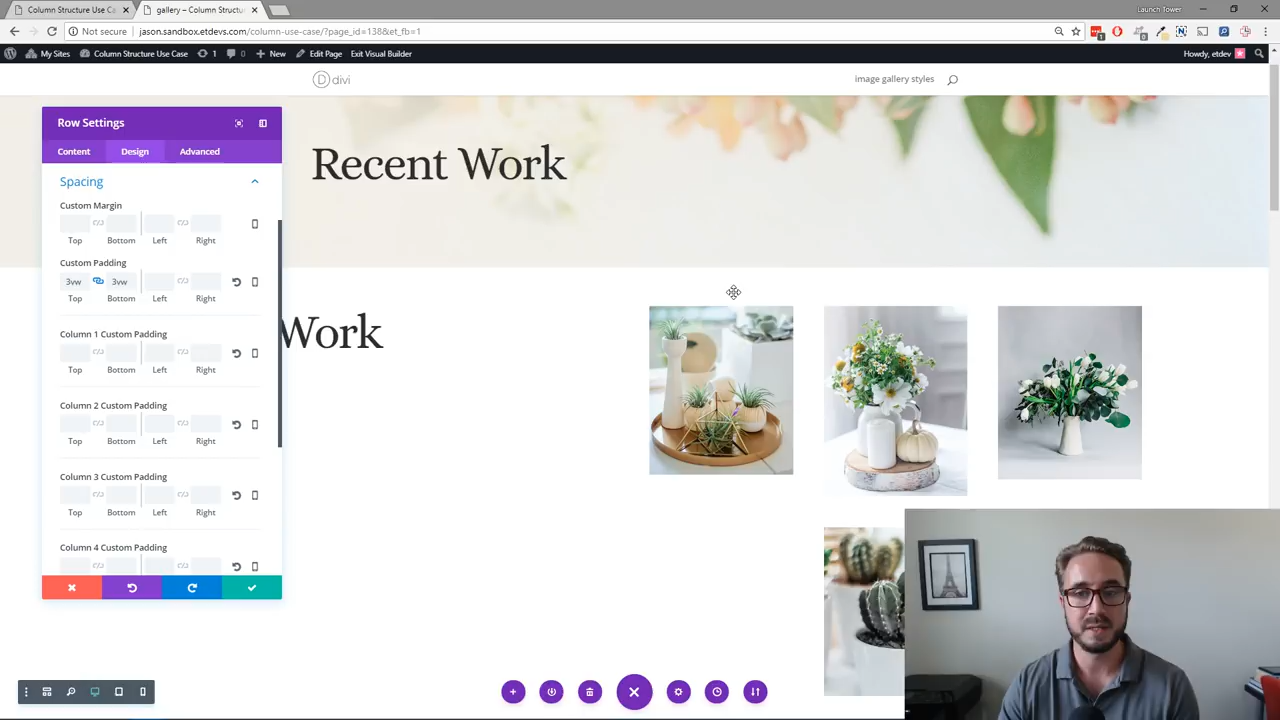 Launch Tower
Column Structure Use Ca
gallery – Column Structu
Not secure
jason.sandbox.etdevs.com/column-use-case/?page_id=138&et_fb=1
My Sites
Column Structure Use Case
1
0
New
Edit Page
Exit Visual Builder
Howdy, etdev
D divi
image gallery styles
Row Settings
Content
Design
Advanced
Recent Work
Spacing
Custom Margin
Top
Bottom
Left
Right
Custom Padding
3vw
3vw
Top
Bottom
Left
Right
Work
Column 1 Custom Padding
Top
Bottom
Left
Right
Column 2 Custom Padding
Top
Bottom
Left
Right
Column 3 Custom Padding
Top
Bottom
Left
Right
Column 4 Custom Padding